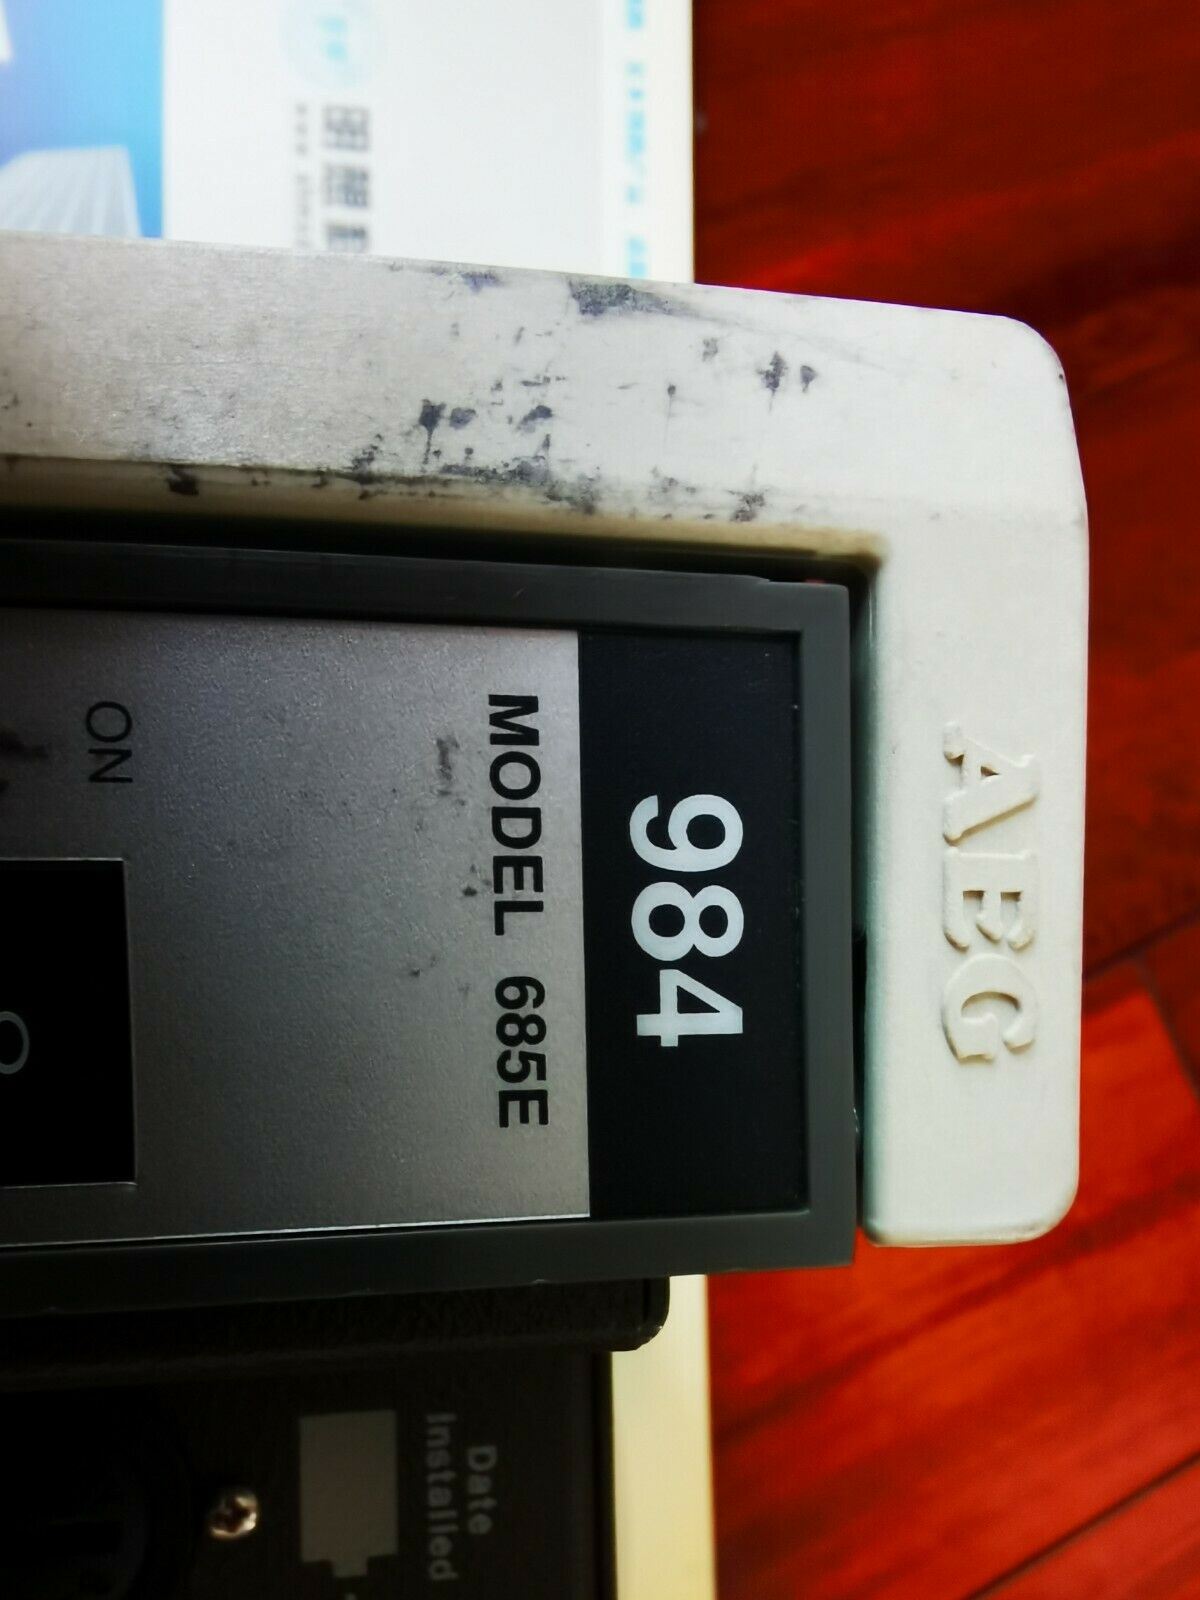 AEG
984
MODEL 685E
ON
Date
Installed